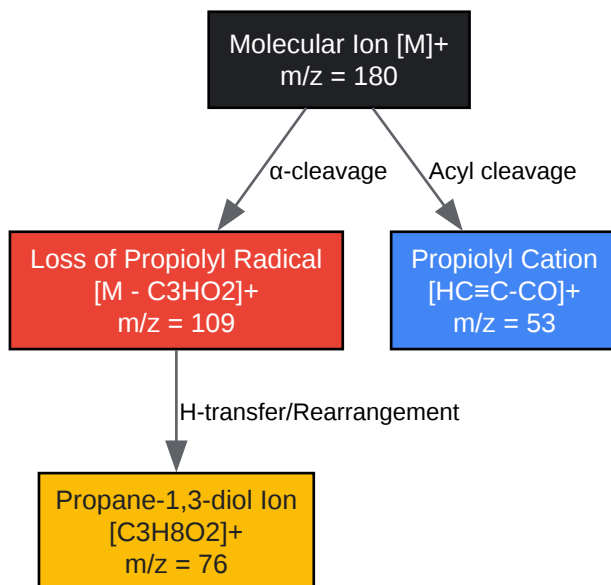 Molecular Ion [M]+
m/z = 180
α-cleavage
Acyl cleavage
Loss of Propiolyl Radical
[M - C3HO2]+
m/z = 109
Propiolyl Cation
[HC≡C-CO]+
m/z = 53
H-transfer/Rearrangement
Propane-1,3-diol Ion
[C3H8O2]+
m/z = 76